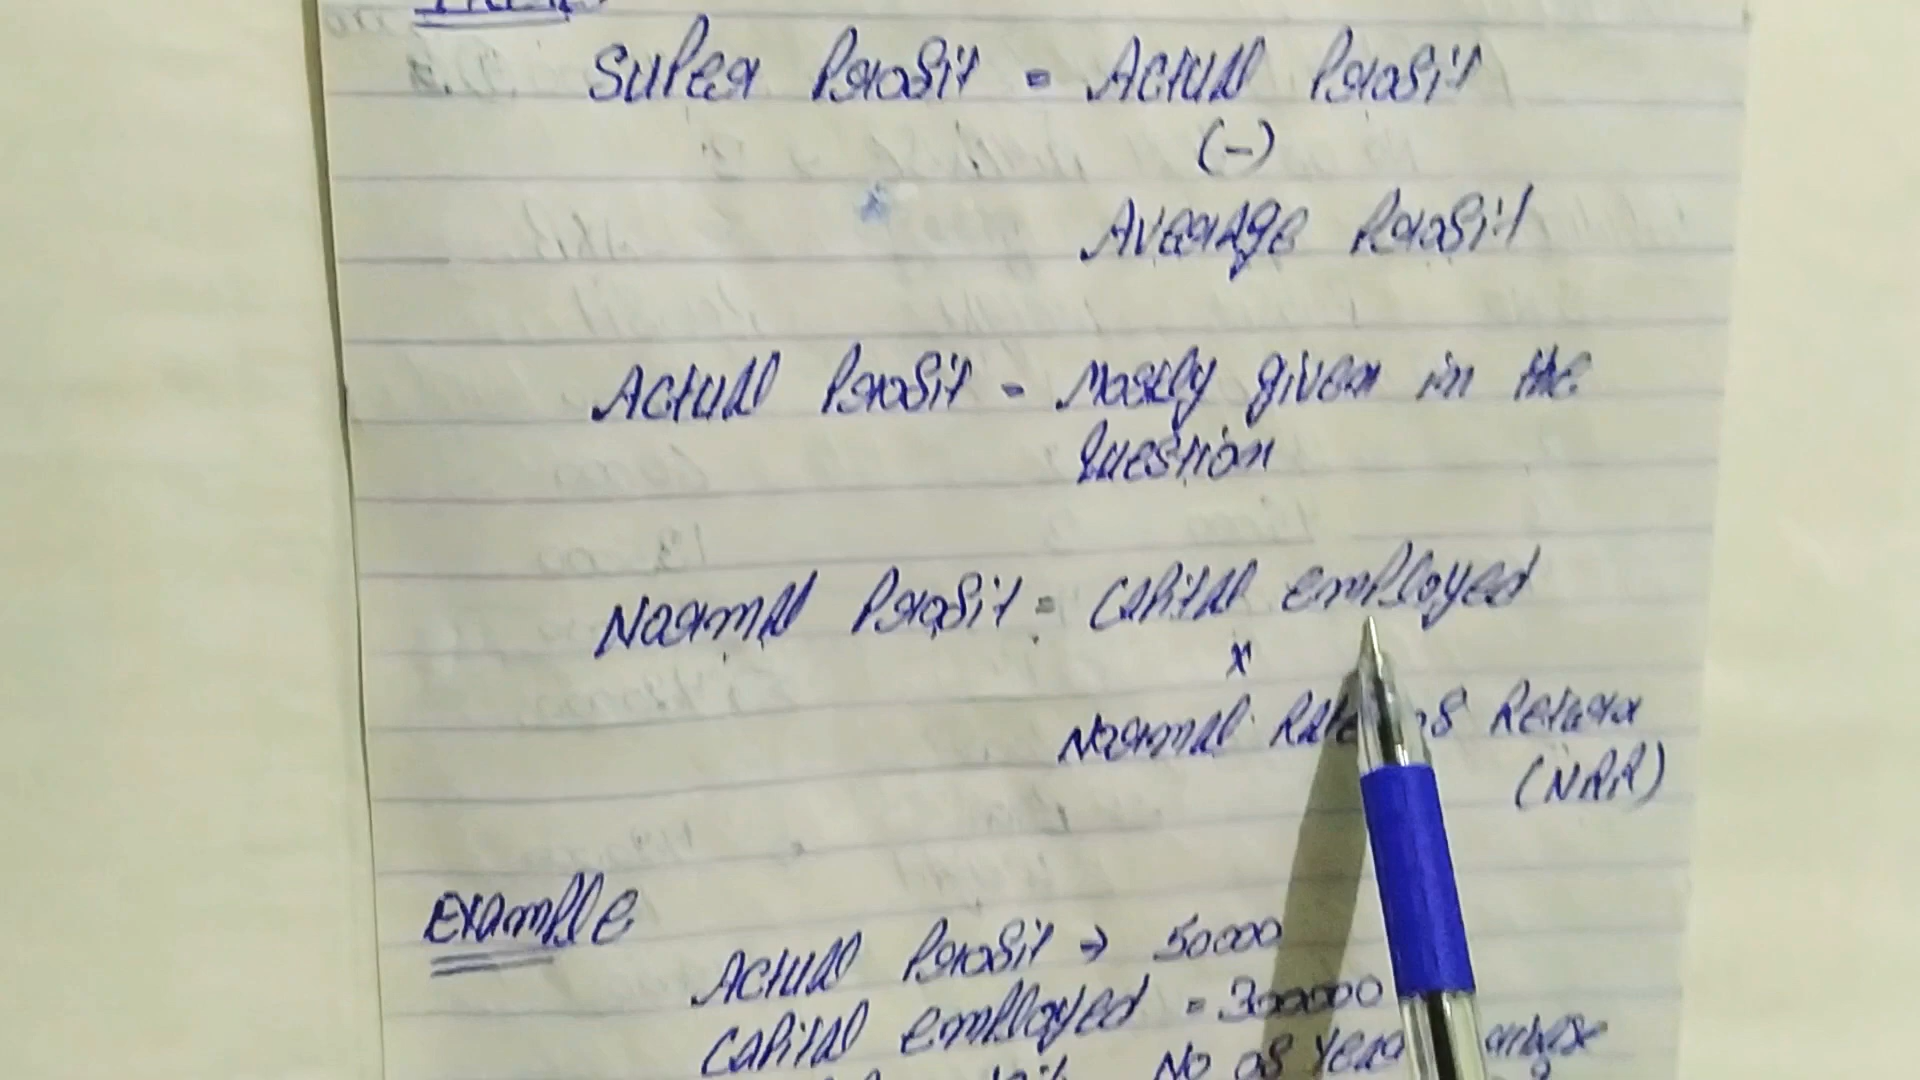 Super Profit = Actual Profit
(-)
Average Profit
Actual Profit = Mostly given in the
Question
Normal Profit = Capital employed
x
Normal Rate of Return
(NRR)
Example
Actual Profit → 50000
Capital employed = 300000
No of Year